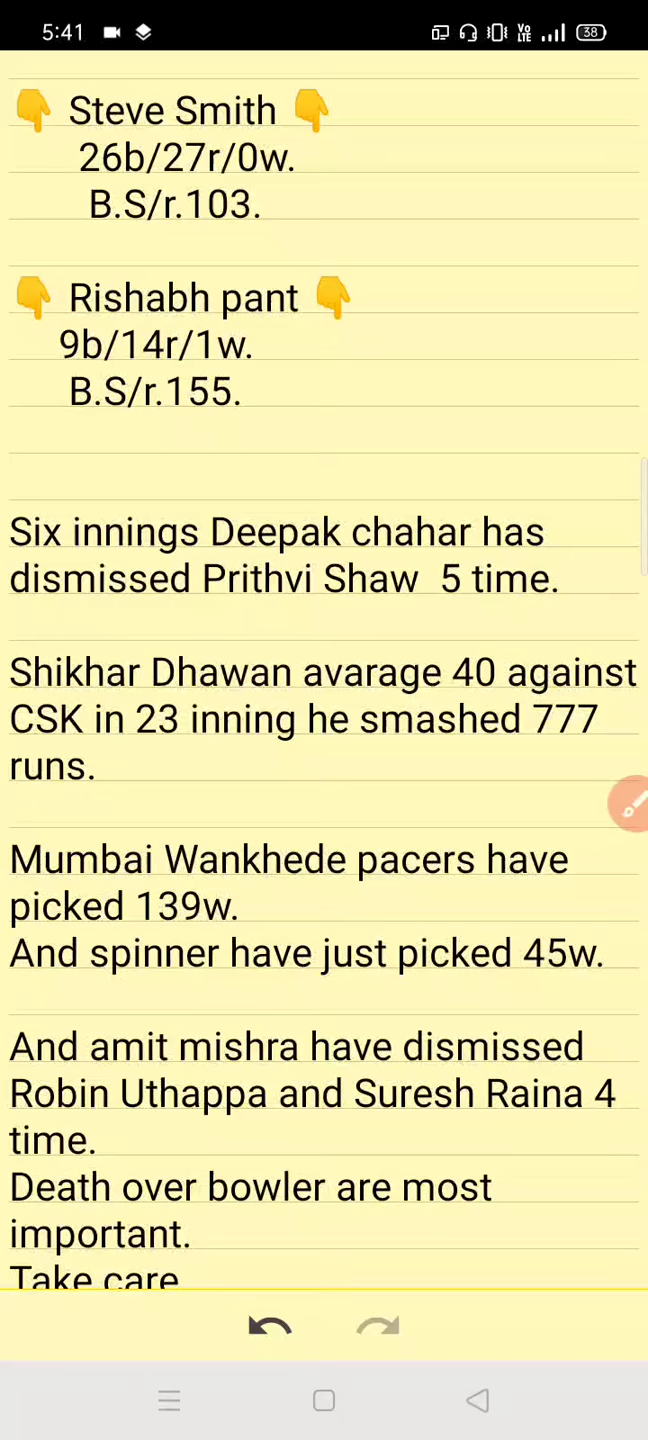 5:41
Vo LTE 38
👇 Steve Smith 👇
26b/27r/0w.
B.S/r.103.
👇 Rishabh pant 👇
9b/14r/1w.
B.S/r.155.
Six innings Deepak chahar has
dismissed Prithvi Shaw  5 time.
Shikhar Dhawan avarage 40 against
CSK in 23 inning he smashed 777
runs.
Mumbai Wankhede pacers have
picked 139w.
And spinner have just picked 45w.
And amit mishra have dismissed
Robin Uthappa and Suresh Raina 4
time.
Death over bowler are most
important.
Take care